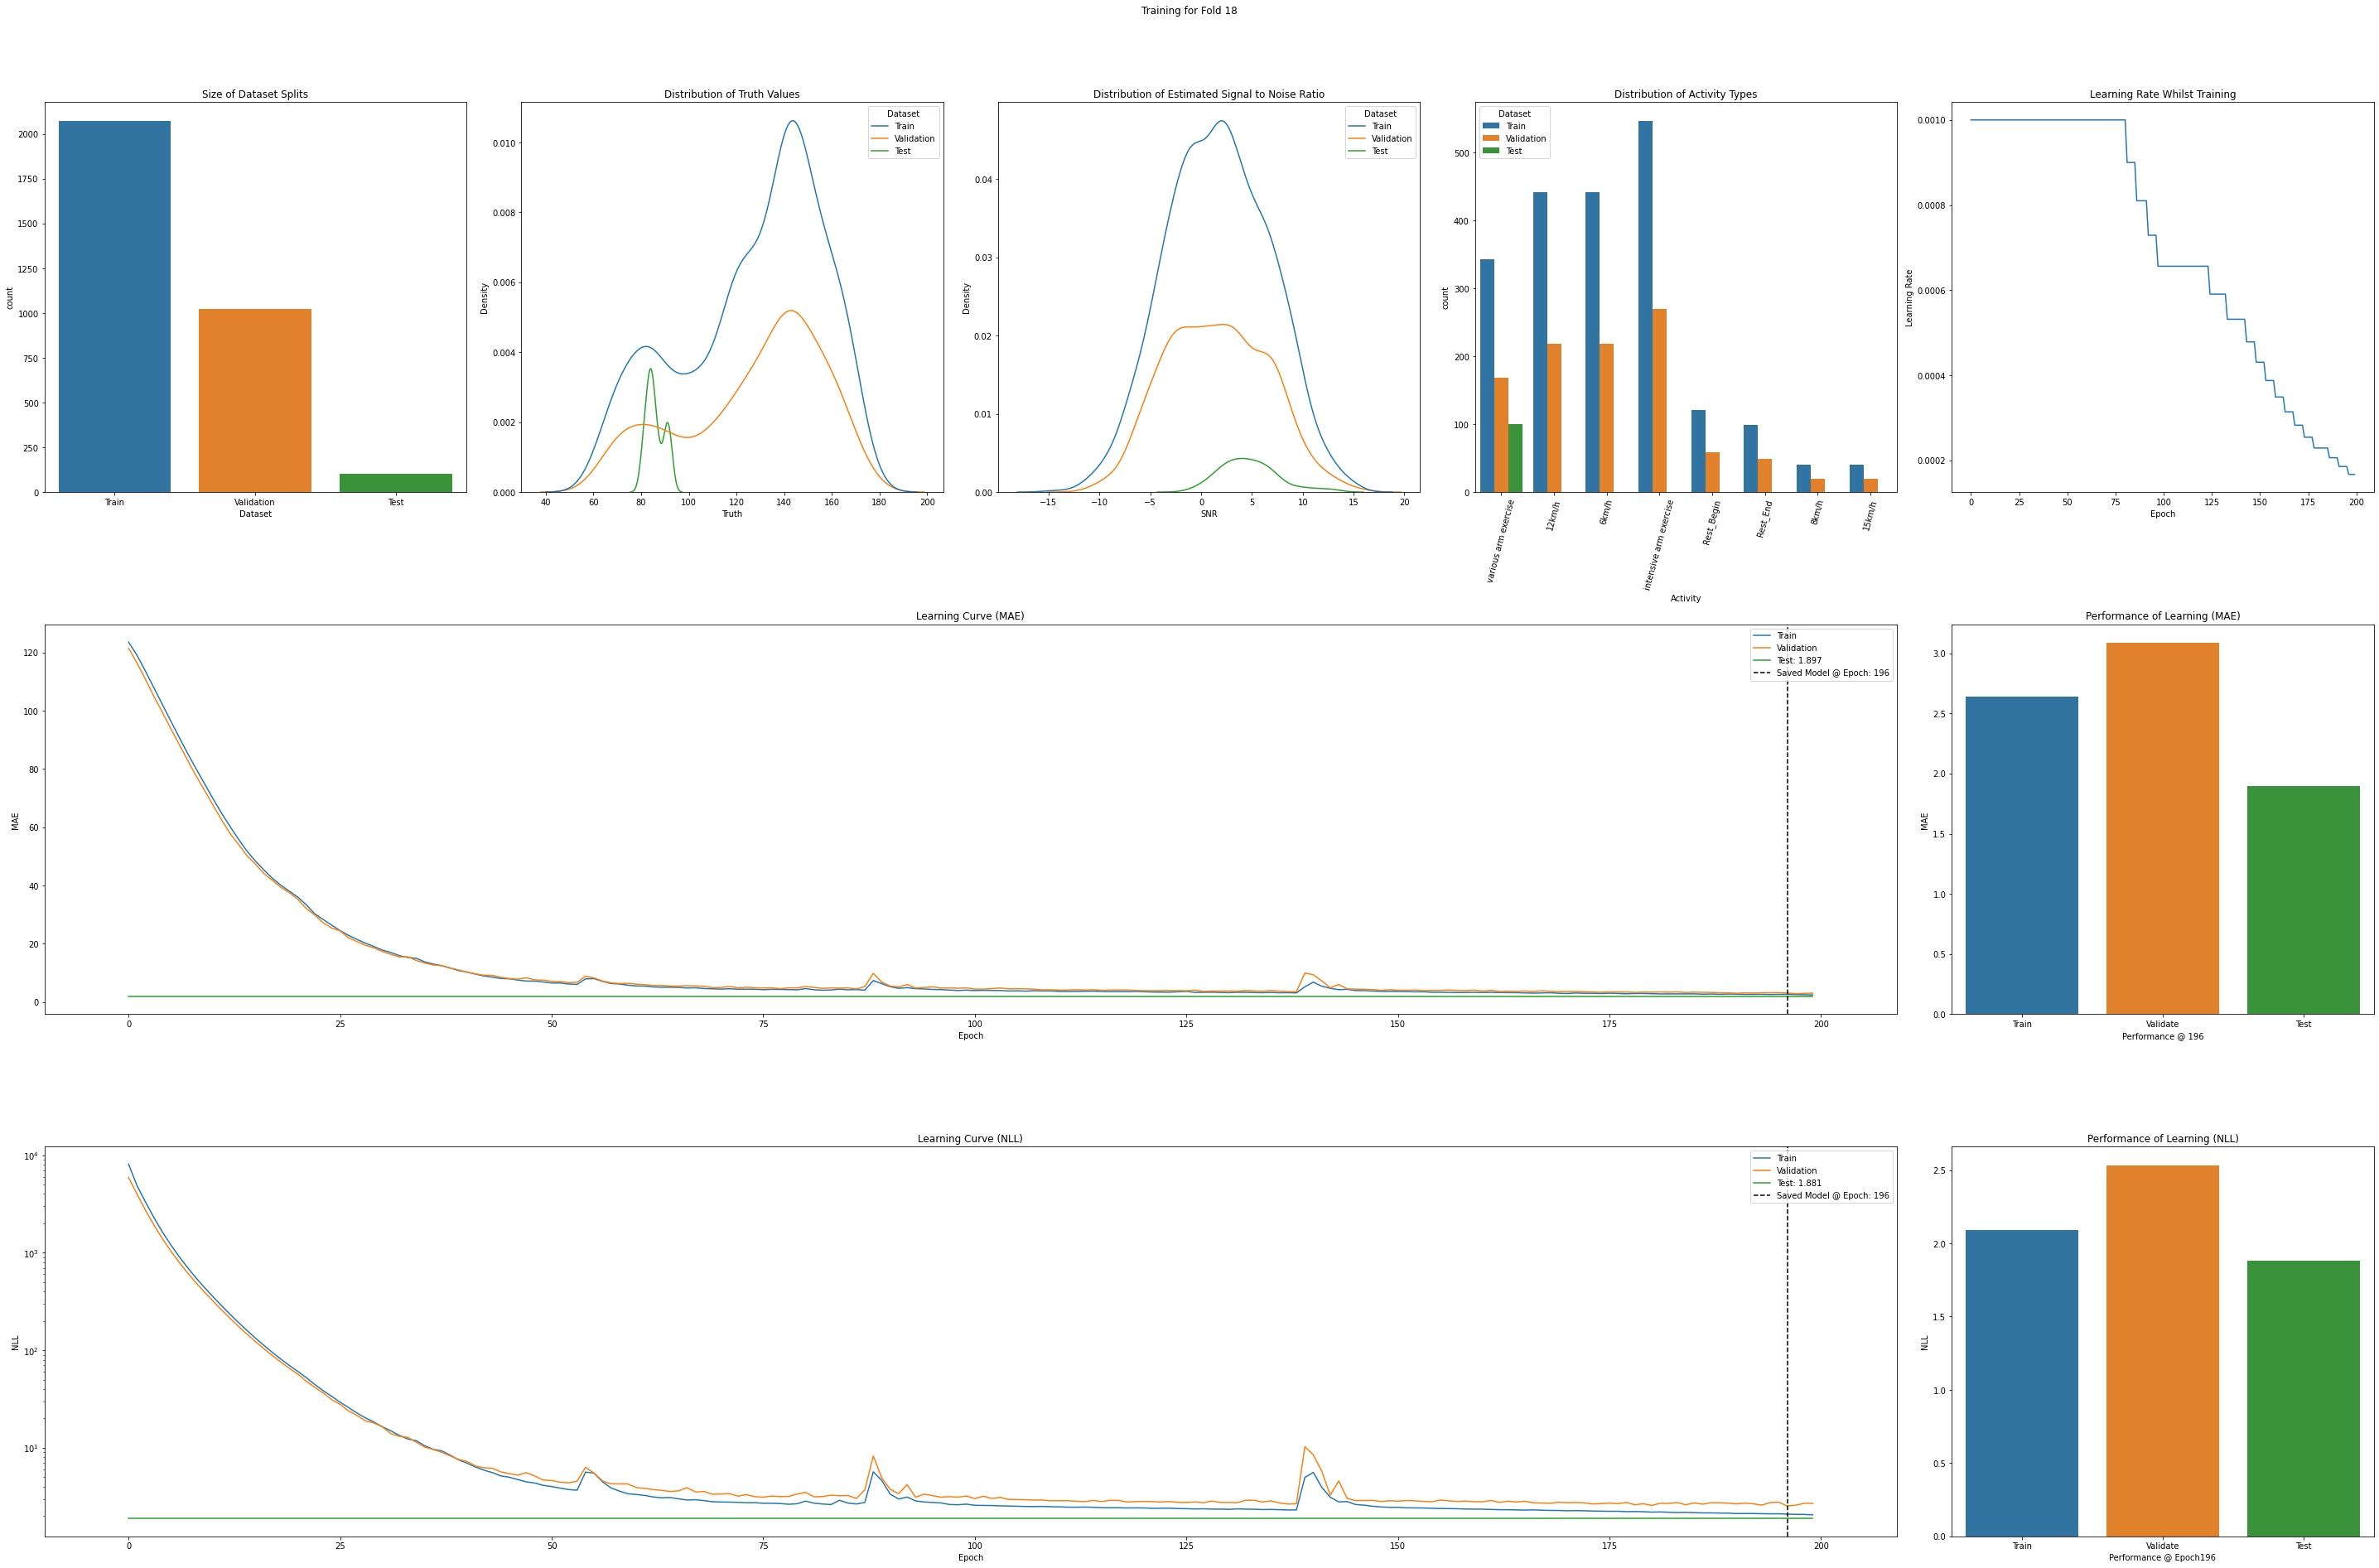 Training for Fold 18
Size of Dataset Splits
count
2000
1750
1500
1250
1000
750
500
250
0
Train Validation Test
Dataset
Distribution of Truth Values
Dataset
Train
Validation
Test
Density
0.010
0.008
0.006
0.004
0.002
0.000
40 60 80 100 120 140 160 180 200
Truth
Distribution of Estimated Signal to Noise Ratio
Dataset
Train
Validation
Test
Density
0.04
0.03
0.02
0.01
0.00
−15 −10 −5 0 5 10 15 20
SNR
Distribution of Activity Types
Dataset
Train
Validation
Test
count
500
400
300
200
100
0
various arm exercise
12km/h
6km/h
intensive arm exercise
Rest_Begin
Rest_End
8km/h
15km/h
Activity
Learning Rate Whilst Training
Learning Rate
0.0010
0.0008
0.0006
0.0004
0.0002
0 25 50 75 100 125 150 175 200
Epoch
Learning Curve (MAE)
Train
Validation
Test: 1.897
Saved Model @ Epoch: 196
MAE
120
100
80
60
40
20
0
0 25 50 75 100 125 150 175 200
Epoch
Performance of Learning (MAE)
MAE
3.0
2.5
2.0
1.5
1.0
0.5
0.0
Train Validate Test
Performance @ 196
Learning Curve (NLL)
Train
Validation
Test: 1.881
Saved Model @ Epoch: 196
NLL
10⁴
10³
10²
10¹
0 25 50 75 100 125 150 175 200
Epoch
Performance of Learning (NLL)
NLL
2.5
2.0
1.5
1.0
0.5
0.0
Train Validate Test
Performance @ Epoch196